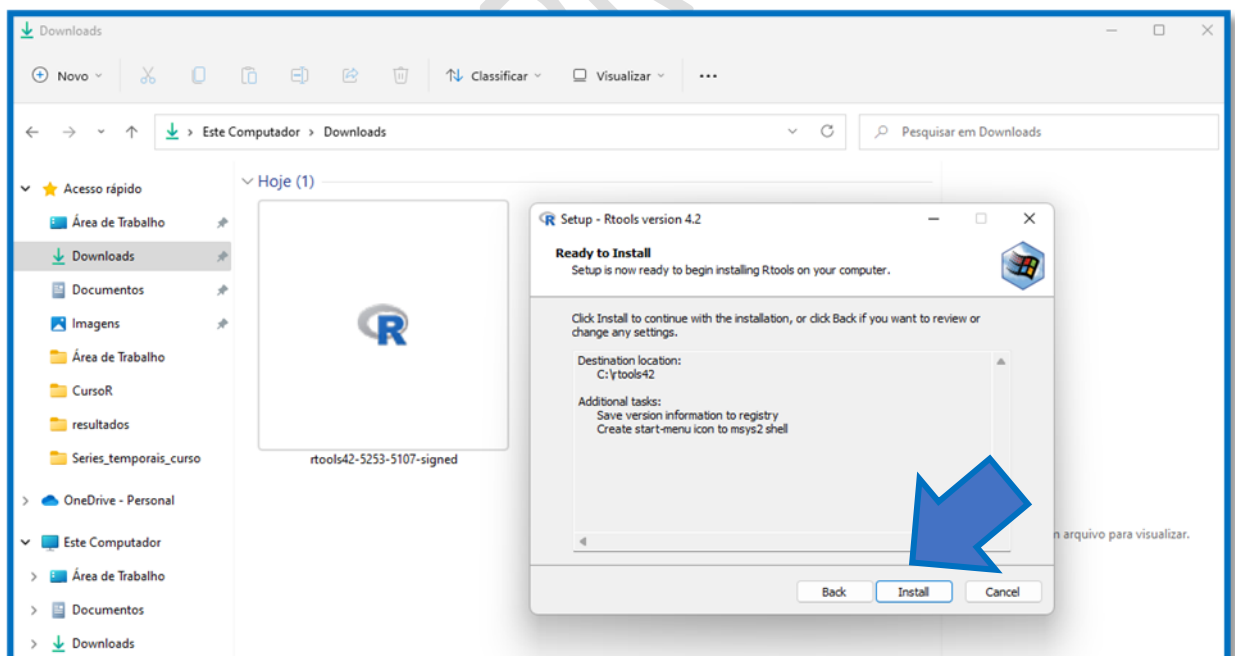 Downloads
Novo
Classificar
Visualizar
Este Computador > Downloads
Pesquisar em Downloads
Acesso rápido
Área de Trabalho
Downloads
Documentos
Imagens
Área de Trabalho
CursoR
resultados
Series_temporais_curso
OneDrive - Personal
Este Computador
Área de Trabalho
Documentos
Downloads
Hoje (1)
R
rtools42-5253-5107-signed
R Setup - Rtools version 4.2
Ready to Install
Setup is now ready to begin installing Rtools on your computer.
Click Install to continue with the installation, or click Back if you want to review or
change any settings.
Destination location:
C:\rtools42
Additional tasks:
Save version information to registry
Create start-menu icon to msys2 shell
Back
Install
Cancel
arquivo para visualizar.